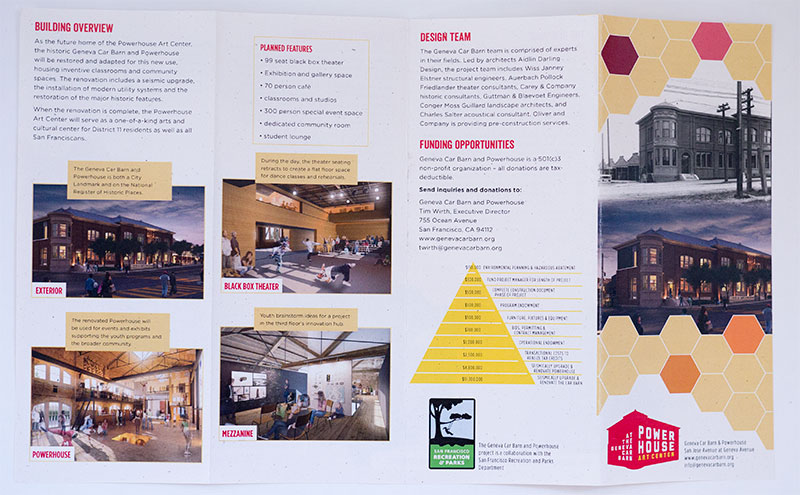 BUILDING OVERVIEW
As the future home of the Powerhouse Art Center,
the historic Geneva Car Barn and Powerhouse
will be restored and adapted for this new use,
housing inventive classrooms and community
spaces. The renovation includes a seismic upgrade,
the installation of modern utility systems and the
restoration of the major historic features.
When the renovation is complete, the Powerhouse
Art Center will serve as a one-of-a-kind arts and
cultural center for District 11 residents as well as all
San Franciscans.
The Geneva Car Barn and
Powerhouse is both a City
Landmark and on the National
Register of Historic Places.
EXTERIOR
The renovated Powerhouse will
be used for events and exhibits
supporting the youth programs and
the broader community.
POWERHOUSE
PLANNED FEATURES
• 99 seat black box theater
• Exhibition and gallery space
• 70 person café
• classrooms and studios
• 300 person special event space
• dedicated community room
• student lounge
During the day, the theater seating
retracts to create a flat floor space
for dance classes and rehearsals.
BLACK BOX THEATER
Youth brainstorm ideas for a project
in the third floor's innovation hub.
MEZZANINE
DESIGN TEAM
The Geneva Car Barn team is comprised of experts
in their fields. Led by architects Aidlin Darling
Design, the project team includes Wiss Janney
Elstner structural engineers, Auerbach Pollock
Friedlander theater consultants, Carey & Company
historic consultants, Guttman & Blaevoet Engineers,
Conger Moss Guillard landscape architects, and
Charles Salter acoustical consultant. Oliver and
Company is providing pre-construction services.
FUNDING OPPORTUNITIES
Geneva Car Barn and Powerhouse is a 501(c)3
non-profit organization – all donations are tax-
deductible.
Send inquiries and donations to:
Geneva Car Barn and Powerhouse
Tim Wirth, Executive Director
755 Ocean Avenue
San Francisco, CA 94112
www.genevacarbarn.org
twirth@genevacarbarn.org
ENVIRONMENTAL PLANNING & HAZARDOUS ABATEMENT
FUND PROJECT MANAGER FOR LENGTH OF PROJECT
COMPLETE CONSTRUCTION DOCUMENT
PHASE OF PROJECT
$500,000 PROGRAM ENDOWMENT
$500,000 FURNITURE, FIXTURES & EQUIPMENT
BIDS, PERMITTING &
CONTRACT MANAGEMENT
OPERATIONAL ENDOWMENT
TRANSACTIONAL COSTS TO
REALIZE TAX CREDITS
SEISMICALLY UPGRADE &
RENOVATE POWERHOUSE
SEISMICALLY UPGRADE &
RENOVATE THE CAR BARN
SAN FRANCISCO
RECREATION
& PARKS
The Geneva Car Barn and Powerhouse
project is a collaboration with the
San Francisco Recreation and Parks
Department
AT THE GENEVA CAR BARN
POWER
HOUSE
ART CENTER
Geneva Car Barn & Powerhouse
San Jose Avenue at Geneva Avenue
www.genevacarbarn.org
info@genevacarbarn.org